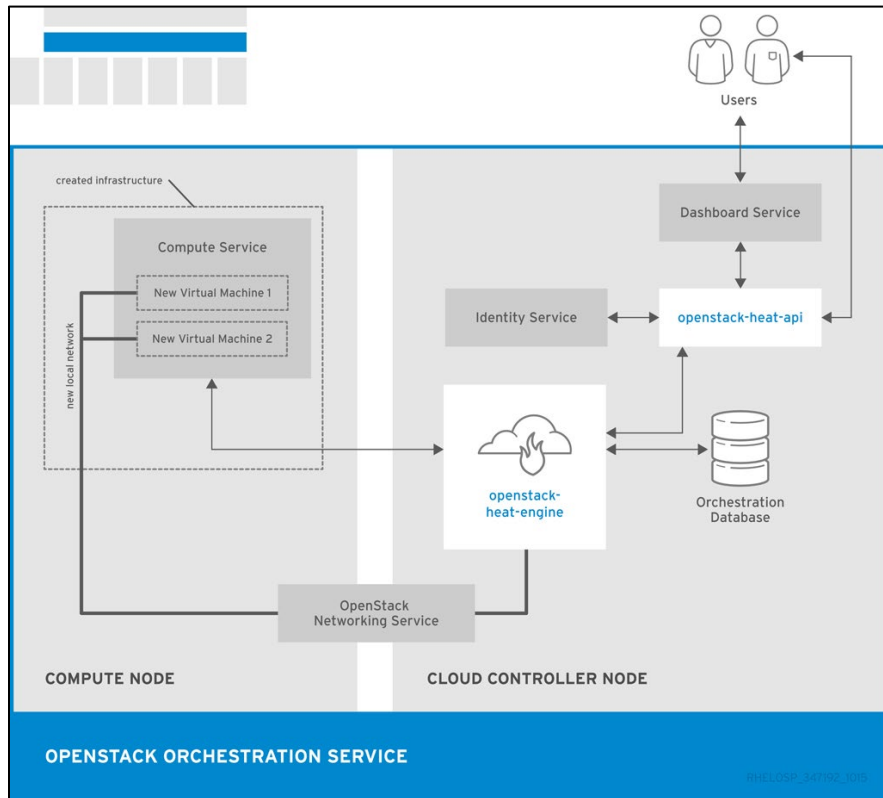 Users
created infrastructure
Dashboard Service
Compute Service
New Virtual Machine 1
Identity Service
openstack-heat-api
New Virtual Machine 2
new local network
openstack-
heat-engine
Orchestration
Database
OpenStack
Networking Service
COMPUTE NODE
CLOUD CONTROLLER NODE
OPENSTACK ORCHESTRATION SERVICE
RHELOSP_347192_1015